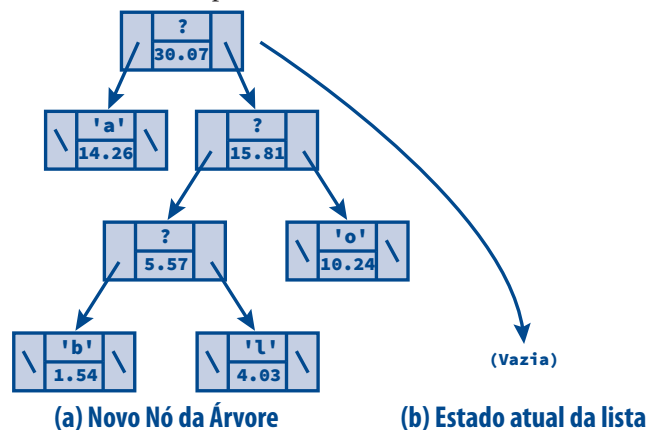 ?
30.07
'a'
14.26
?
15.81
?
5.57
'o'
10.24
'b'
1.54
'l'
4.03
(Vazia)
(a) Novo Nó da Árvore
(b) Estado atual da lista